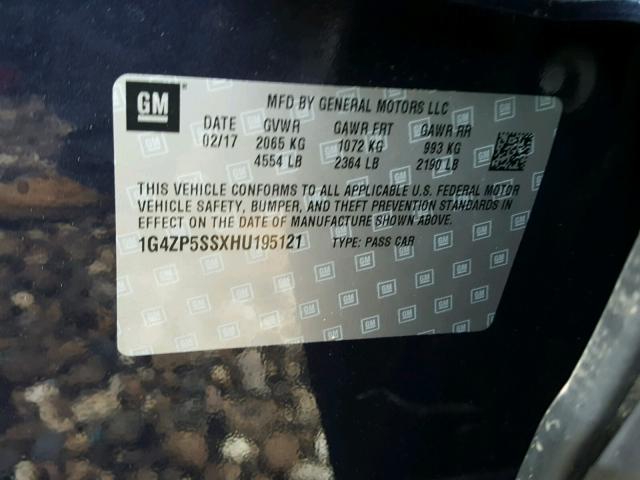 GM
MFD BY GENERAL MOTORS LLC
DATE GVWR GAWR FRT GAWR RR
02/17 2065 KG 1072 KG 993 KG
4554 LB 2364 LB 2190 LB
THIS VEHICLE CONFORMS TO ALL APPLICABLE U.S. FEDERAL MOTOR
VEHICLE SAFETY, BUMPER, AND THEFT PREVENTION STANDARDS
IN EFFECT ON THE DATE OF MANUFACTURE SHOWN ABOVE.
1G4ZP5SSXHU195121 TYPE: PASS CAR